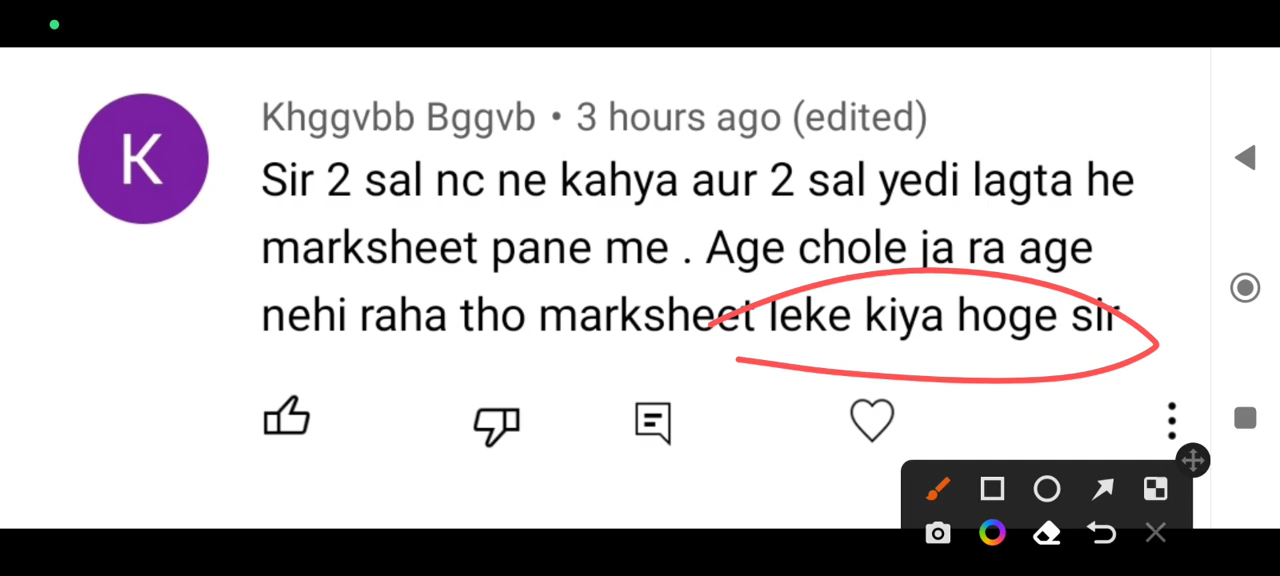 K
Khggvbb Bggvb • 3 hours ago (edited)
Sir 2 sal nc ne kahya aur 2 sal yedi lagta he
marksheet pane me . Age chole ja ra age
nehi raha tho marksheet leke kiya hoge sir